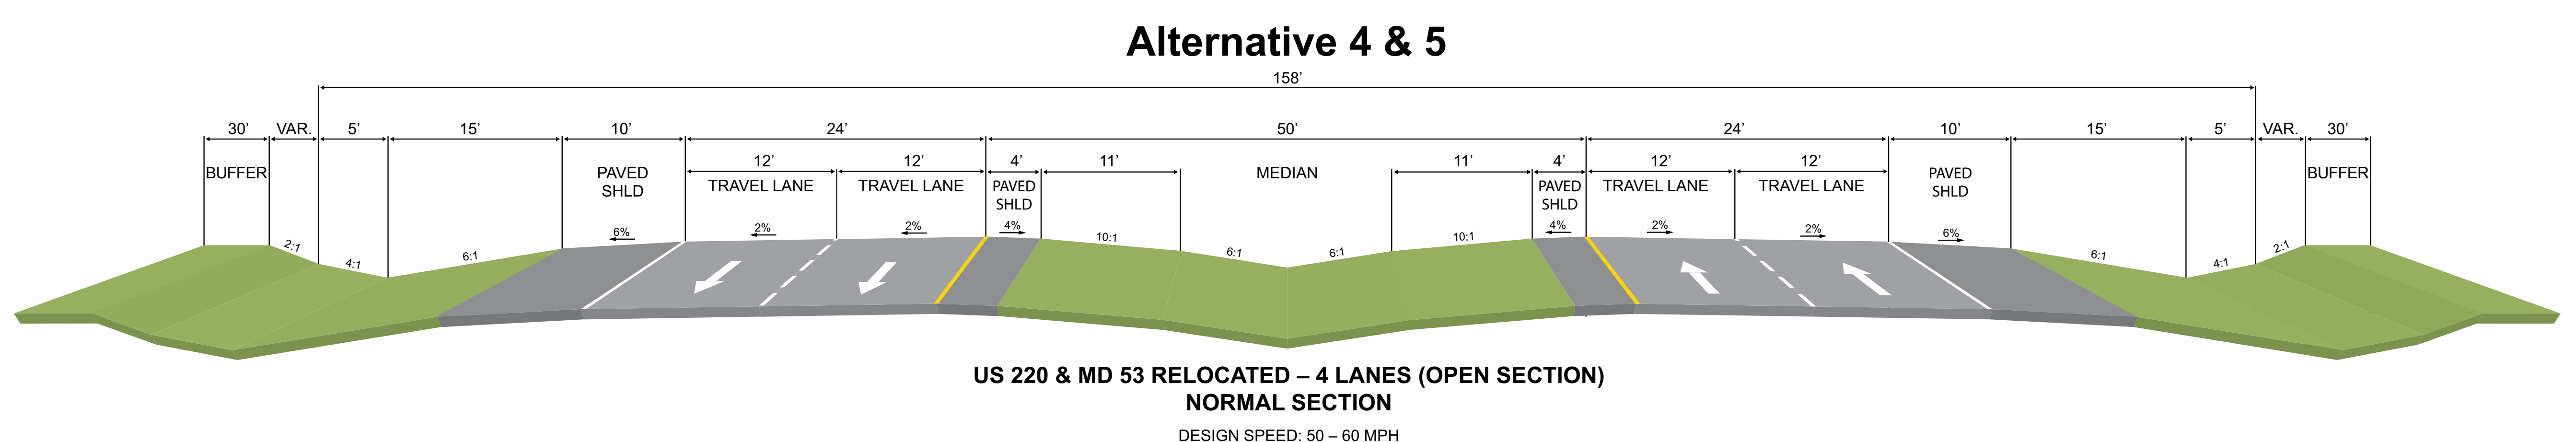 Alternative 4 & 5
158’
30’ VAR. 5’ 15’ 10’ 24’ 50’ 24’ 10’ 15’ 5’ VAR. 30’
12’ 12’ 4’ 11’ 11’ 4’ 12’ 12’
BUFFER PAVED SHLD TRAVEL LANE TRAVEL LANE PAVED SHLD MEDIAN PAVED SHLD TRAVEL LANE TRAVEL LANE PAVED SHLD BUFFER
6% 2% 2% 4% 4% 2% 2% 6%
2:1 4:1 6:1 10:1 6:1 6:1 10:1 6:1 4:1 2:1
US 220 & MD 53 RELOCATED – 4 LANES (OPEN SECTION)
NORMAL SECTION
DESIGN SPEED: 50 – 60 MPH